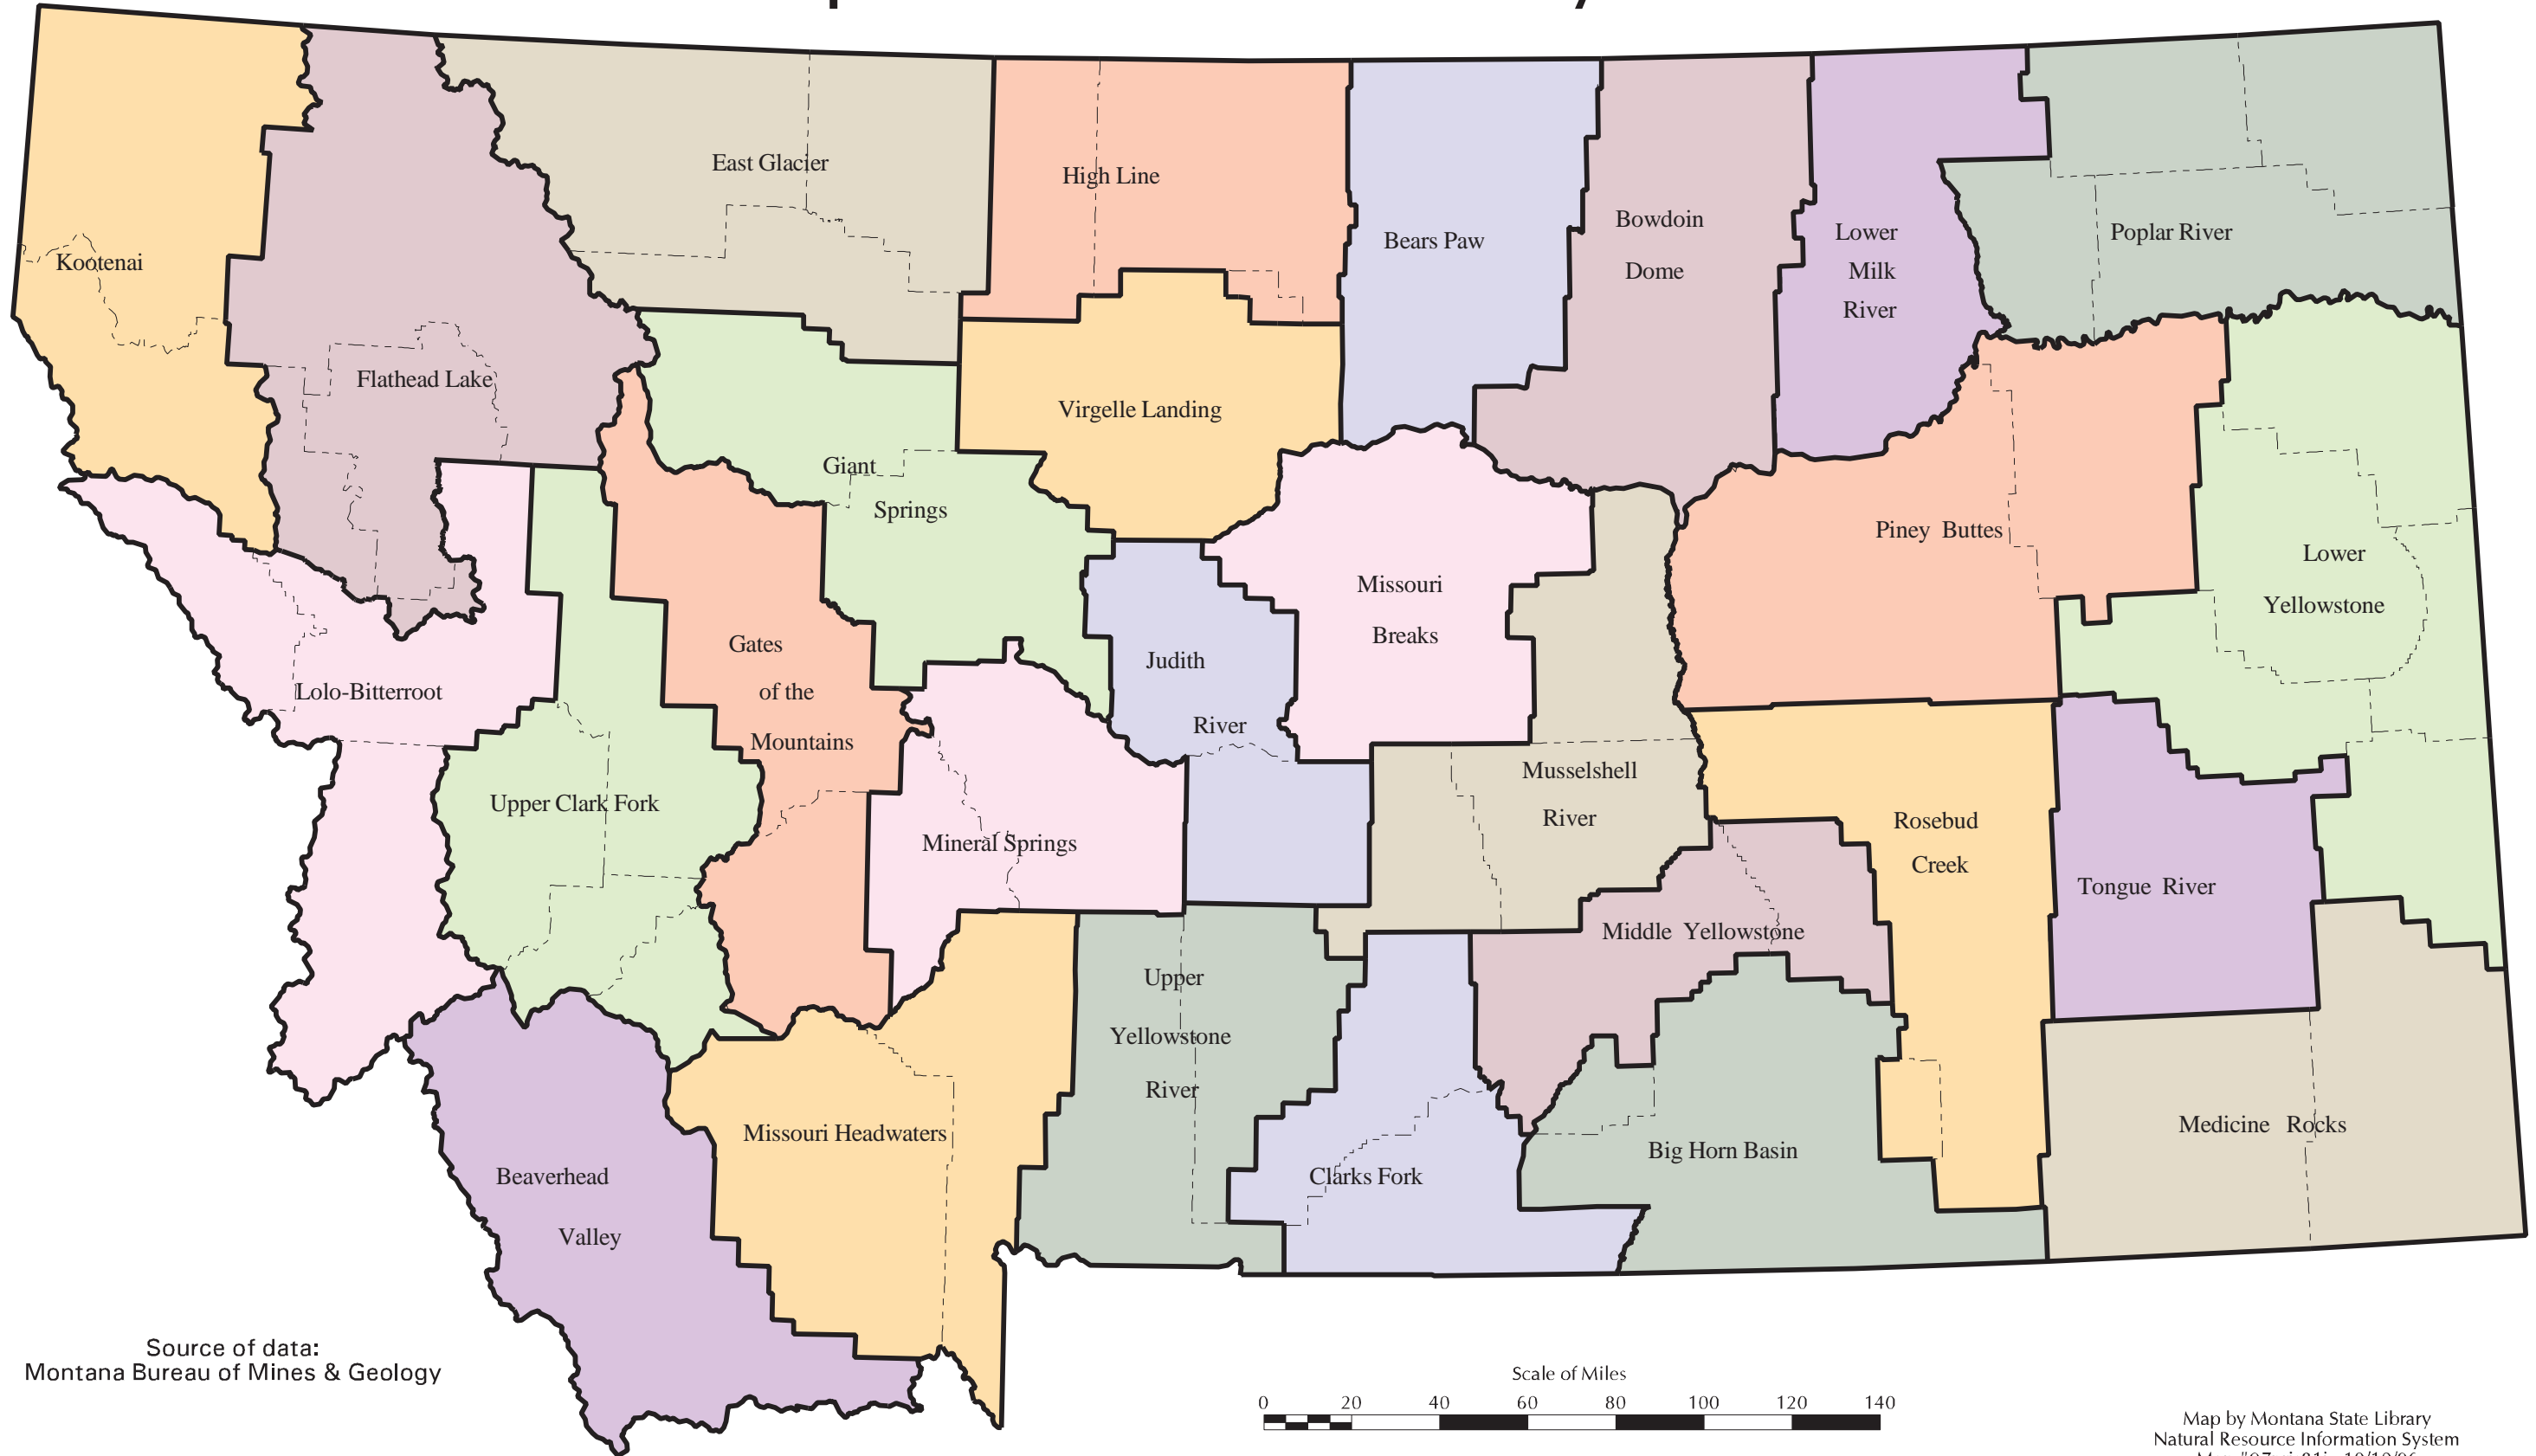 East Glacier
High Line
Bears Paw
Bowdoin
Dome
Lower
Milk
River
Poplar River
Kootenai
Flathead Lake
Virgelle Landing
Giant
Springs
Piney Buttes
Lower
Yellowstone
Missouri
Breaks
Gates
of the
Mountains
Judith
River
Lolo-Bitterroot
Musselshell
River
Upper Clark Fork
Mineral Springs
Rosebud
Creek
Tongue River
Middle Yellowstone
Upper
Yellowstone
River
Missouri Headwaters
Medicine Rocks
Big Horn Basin
Clarks Fork
Beaverhead
Valley
Source of data:
Montana Bureau of Mines & Geology
Scale of Miles
0 20 40 60 80 100 120 140
Map by Montana State Library
Natural Resource Information System